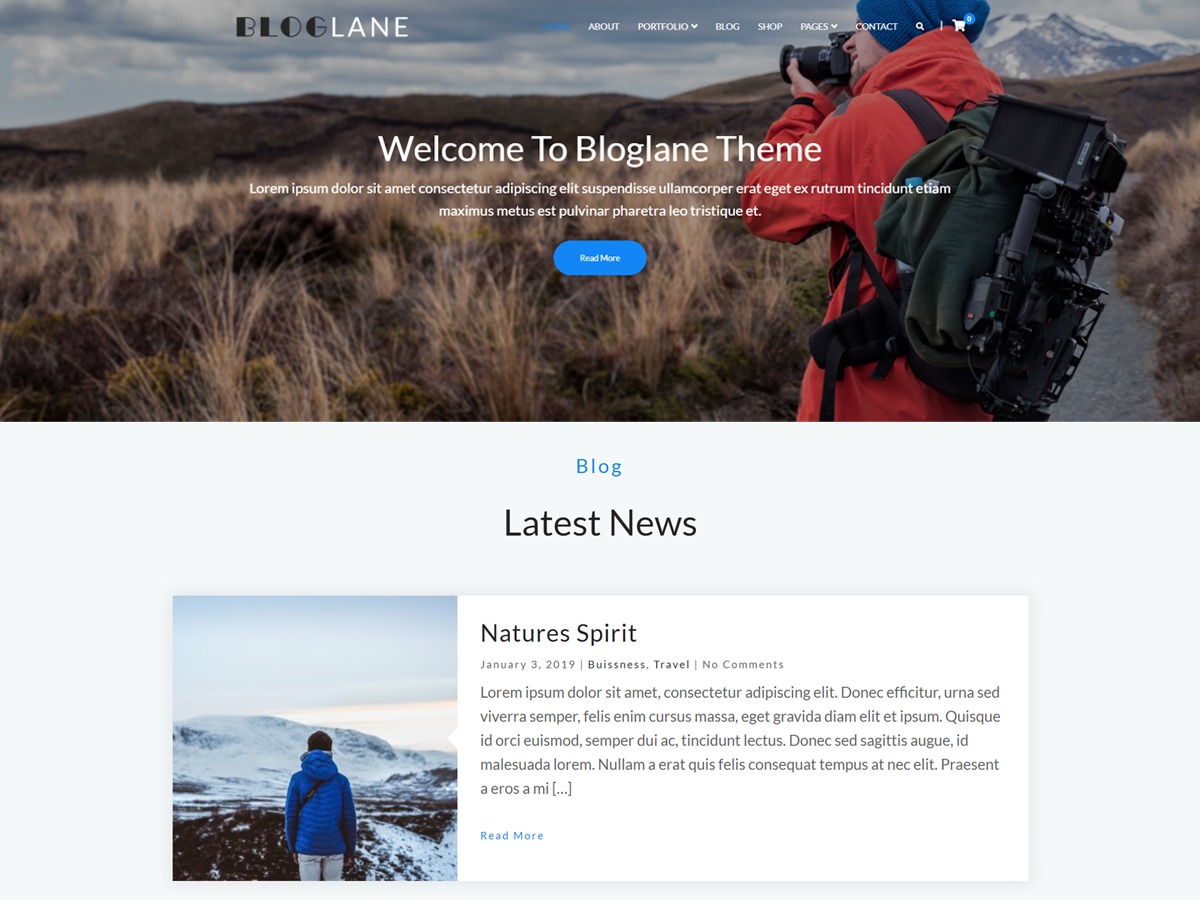 BLOGLANE
HOME ABOUT PORTFOLIO BLOG SHOP PAGES CONTACT | 0
Welcome To Bloglane Theme
Lorem ipsum dolor sit amet consectetur adipiscing elit suspendisse ullamcorper erat eget ex rutrum tincidunt etiam
maximus metus est pulvinar pharetra leo tristique et.
Read More
Blog
Latest News
Natures Spirit
January 3, 2019 | Buissness, Travel | No Comments
Lorem ipsum dolor sit amet, consectetur adipiscing elit. Donec efficitur, urna sed
viverra semper, felis enim cursus massa, eget gravida diam elit et ipsum. Quisque
id orci euismod, semper dui ac, tincidunt lectus. Donec sed sagittis augue, id
malesuada lorem. Nullam a erat quis felis consequat tempus at nec elit. Praesent
a eros a mi [...]
Read More